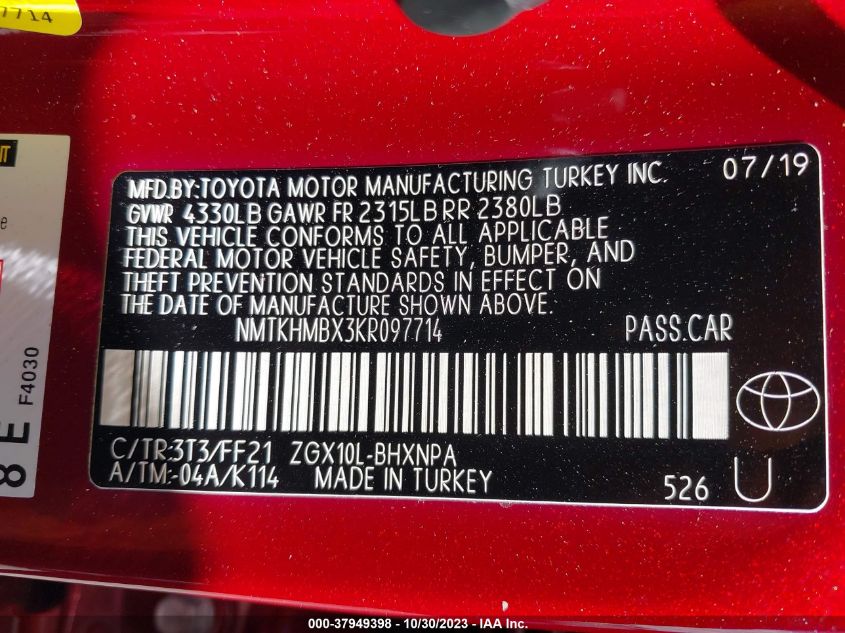 7714
MFD.BY:TOYOTA MOTOR MANUFACTURING TURKEY INC. 07/19
GVWR 4330LB GAWR FR 2315LB RR 2380LB
THIS VEHICLE CONFORMS TO ALL APPLICABLE
FEDERAL MOTOR VEHICLE SAFETY, BUMPER, AND
THEFT PREVENTION STANDARDS IN EFFECT ON
THE DATE OF MANUFACTURE SHOWN ABOVE.
NMTKHMBX3KR097714 PASS.CAR
F4030
8E
C/TR:3T3/FF21 ZGX10L-BHXNPA
A/TM:-04A/K114 MADE IN TURKEY
526 U
000-37949398 - 10/30/2023 - IAA Inc.